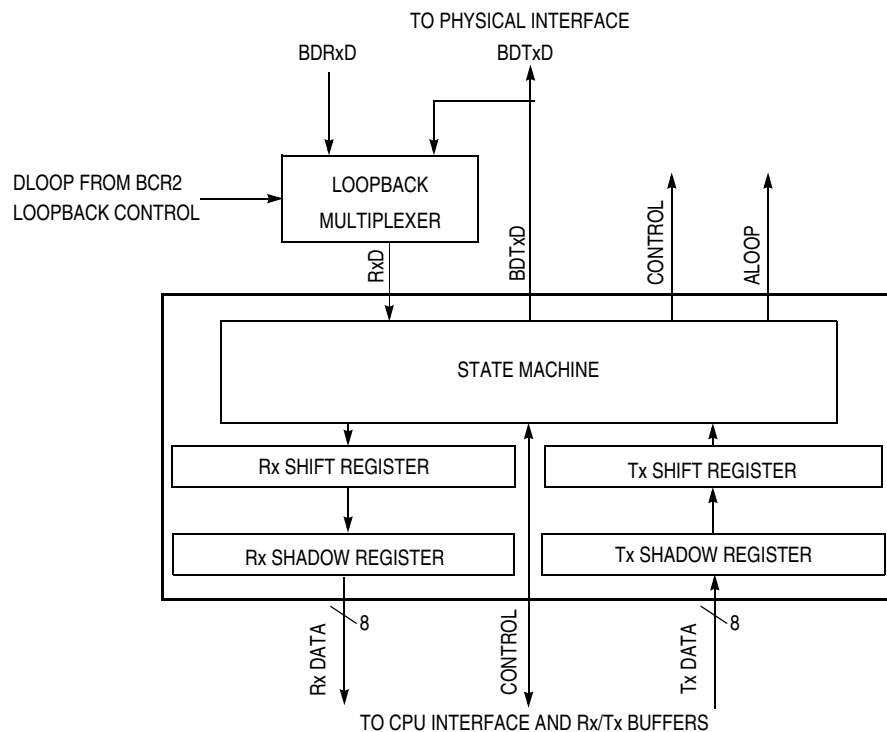 TO PHYSICAL INTERFACE
BDRxD
BDTxD
DLOOP FROM BCR2
LOOPBACK CONTROL
LOOPBACK
MULTIPLEXER
RxD
BDTxD
CONTROL
ALOOP
STATE MACHINE
Rx SHIFT REGISTER
Tx SHIFT REGISTER
Rx SHADOW REGISTER
Tx SHADOW REGISTER
Rx DATA
8
CONTROL
Tx DATA
8
TO CPU INTERFACE AND Rx/Tx BUFFERS